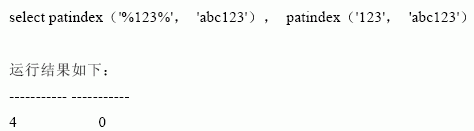 select patindex（'%123%'， 'abc123'）， patindex（'123'， 'abc123'）
运行结果如下：
----------- -----------
4 0